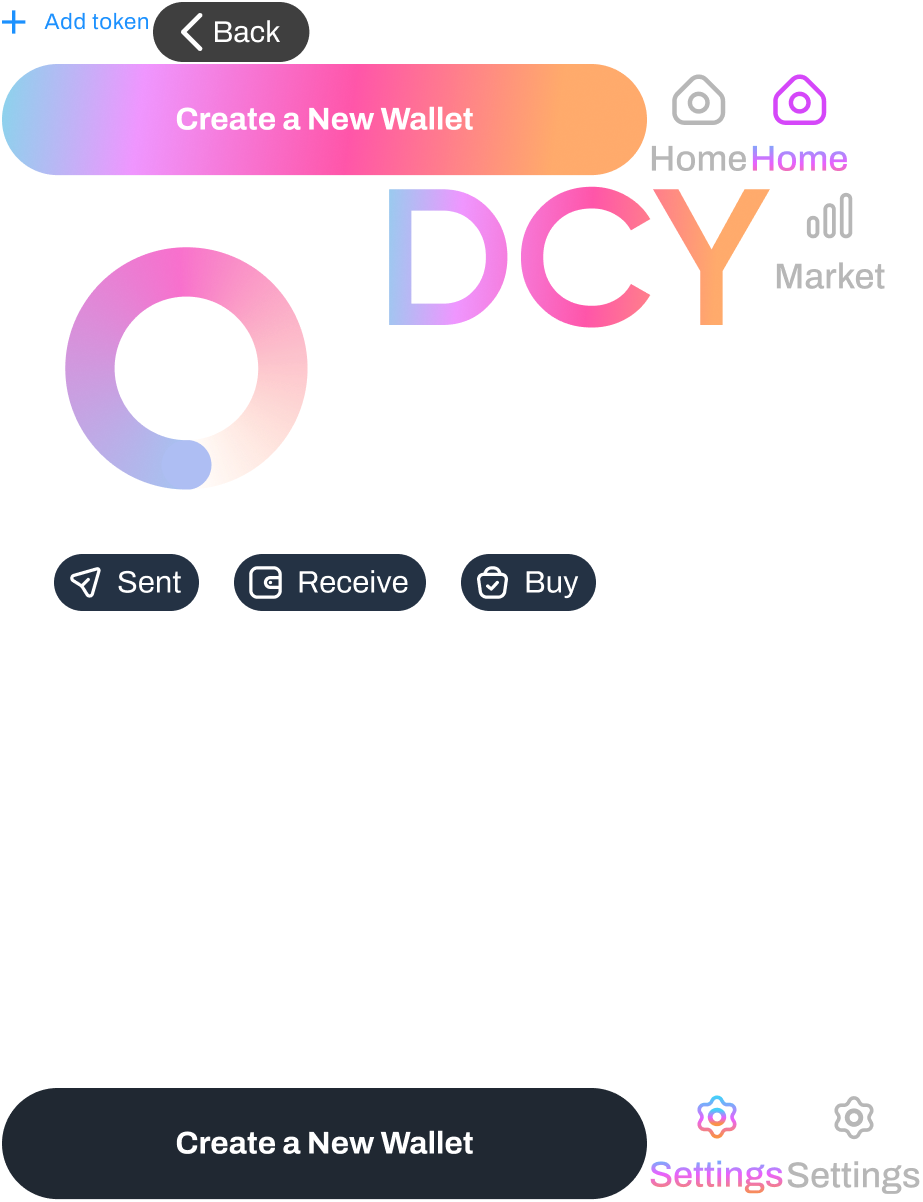 Add token
Back
Create a New Wallet
Home
Home
DCY
Market
Sent
Receive
Buy
Create a New Wallet
Settings
Settings